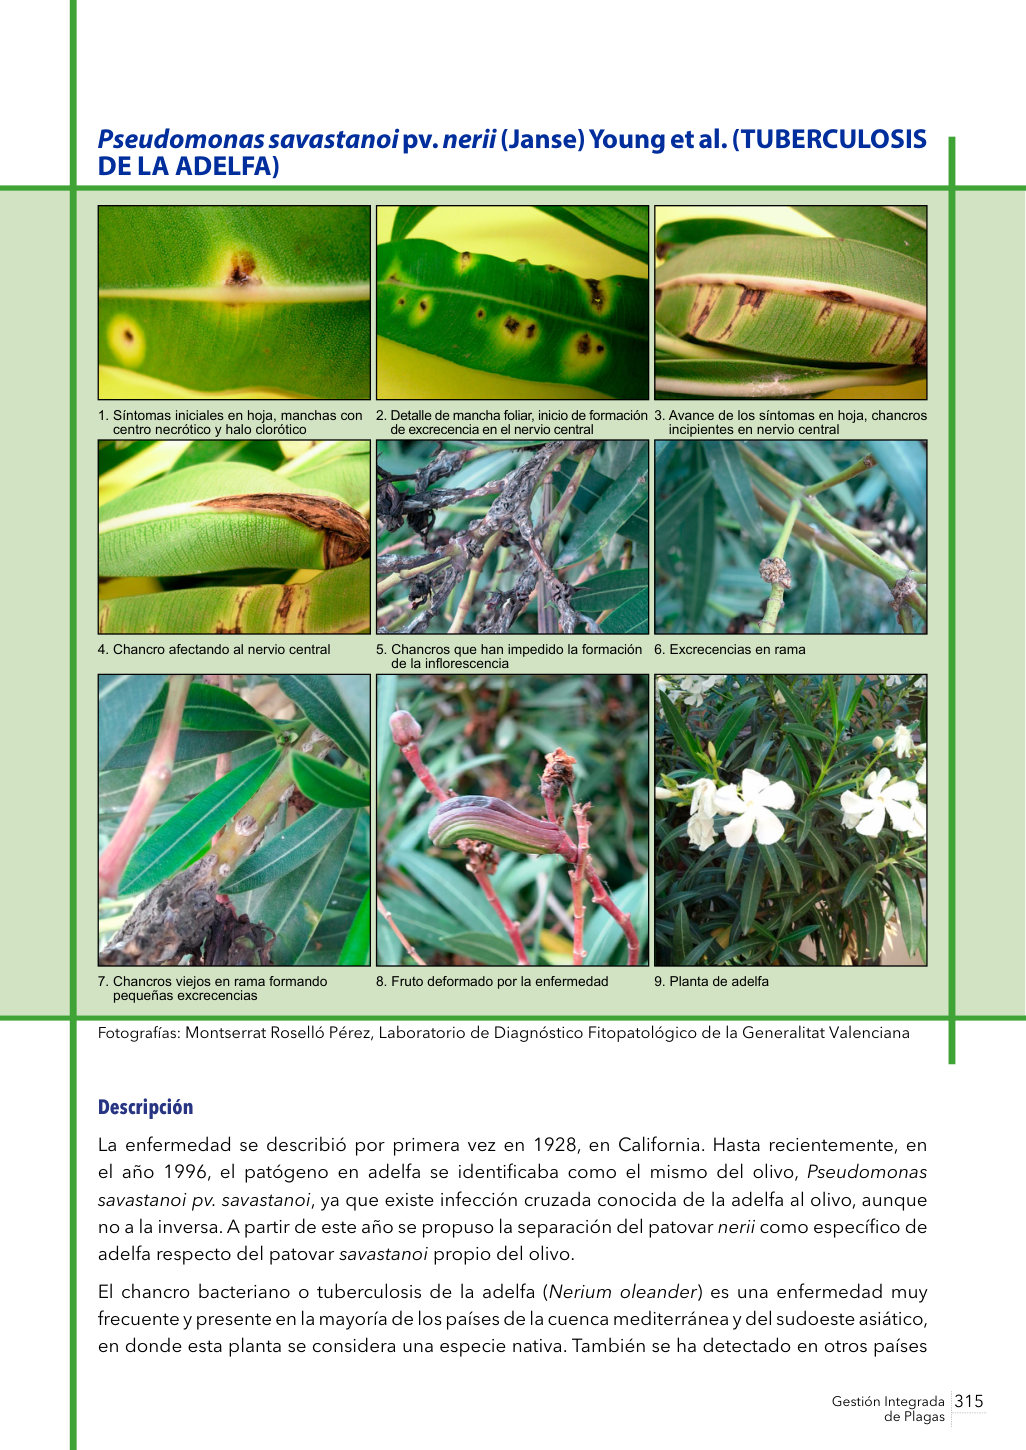 Pseudomonas savastanoi pv. nerii (Janse) Young et al. (TUBERCULOSIS
DE LA ADELFA)
1. Síntomas iniciales en hoja, manchas con
centro necrótico y halo clorótico
2. Detalle de mancha foliar, inicio de formación
de excrecencia en el nervio central
3. Avance de los síntomas en hoja, chancros
incipientes en nervio central
4. Chancro afectando al nervio central
5. Chancros que han impedido la formación
de la inflorescencia
6. Excrecencias en rama
7. Chancros viejos en rama formando
pequeñas excrecencias
8. Fruto deformado por la enfermedad
9. Planta de adelfa
Fotografías: Montserrat Roselló Pérez, Laboratorio de Diagnóstico Fitopatológico de la Generalitat Valenciana
Descripción
La enfermedad se describió por primera vez en 1928, en California. Hasta recientemente, en
el año 1996, el patógeno en adelfa se identificaba como el mismo del olivo, Pseudomonas
savastanoi pv. savastanoi, ya que existe infección cruzada conocida de la adelfa al olivo, aunque
no a la inversa. A partir de este año se propuso la separación del patovar nerii como específico de
adelfa respecto del patovar savastanoi propio del olivo.
El chancro bacteriano o tuberculosis de la adelfa (Nerium oleander) es una enfermedad muy
frecuente y presente en la mayoría de los países de la cuenca mediterránea y del sudoeste asiático,
en donde esta planta se considera una especie nativa. También se ha detectado en otros países
Gestión Integrada
de Plagas
315